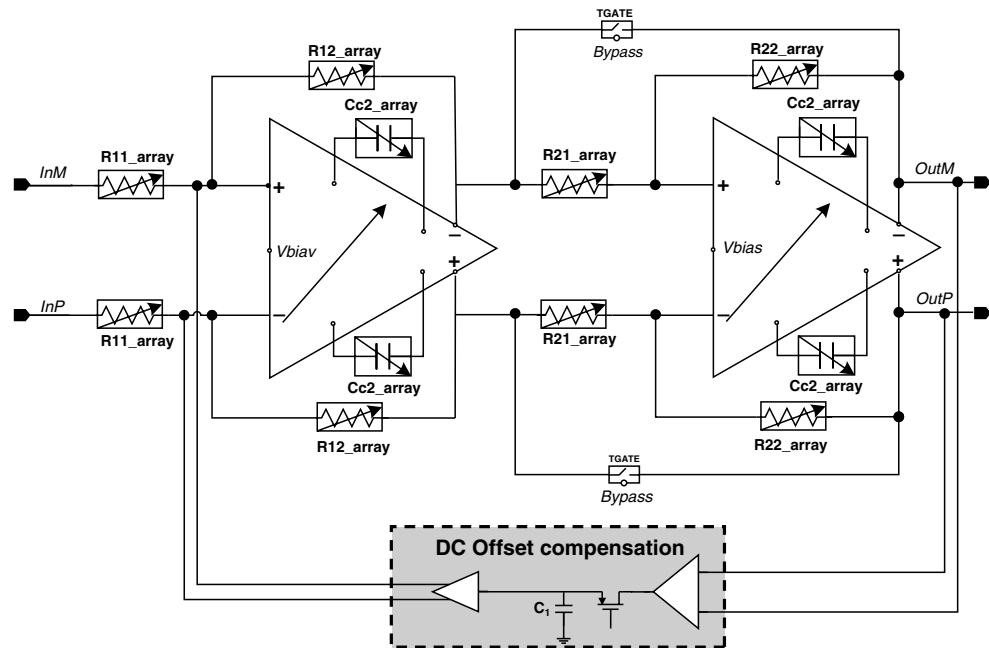 TGATE
Bypass
R12_array
R22_array
Cc2_array
Cc2_array
InM
R11_array
R21_array
OutM
+
+
−
−
Vbiav
Vbias
+
+
InP
OutP
−
−
R11_array
R21_array
Cc2_array
Cc2_array
R12_array
R22_array
TGATE
Bypass
DC Offset compensation
C1